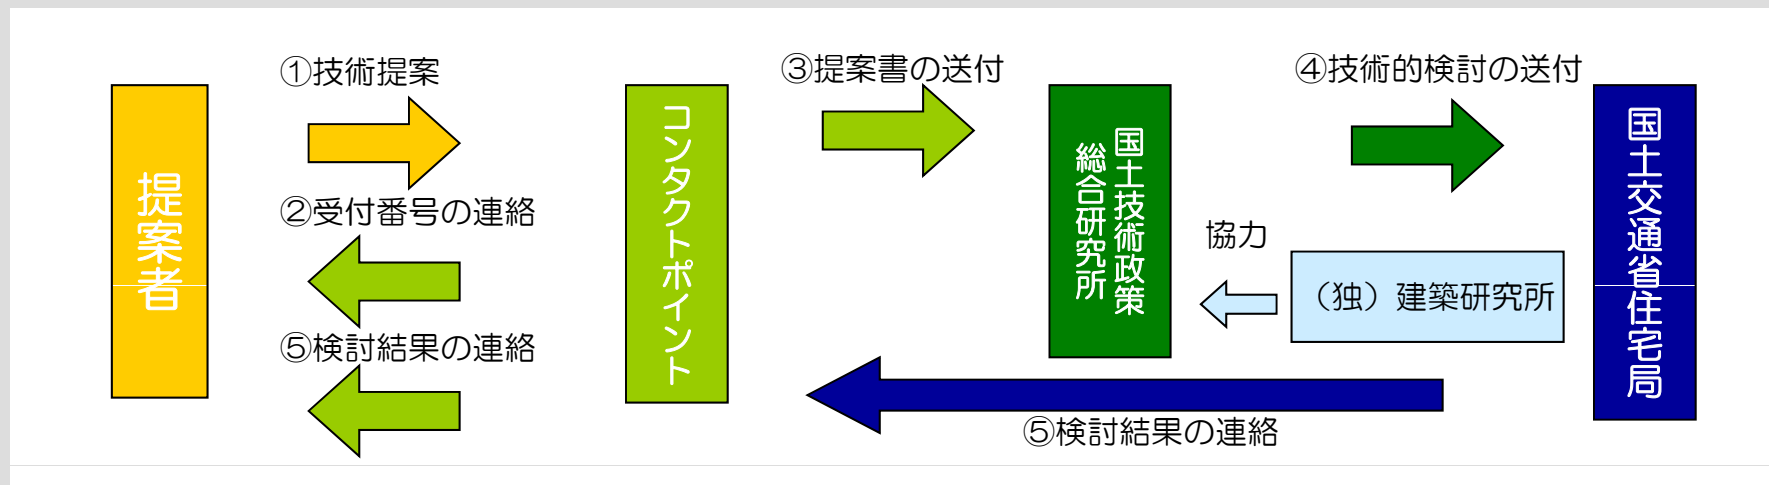 ①技術提案
③提案書の送付
④技術的検討の送付
提案者
コンタクトポイント
国土技術政策
総合研究所
国土交通省住宅局
②受付番号の連絡
協力
（独）建築研究所
⑤検討結果の連絡
⑤検討結果の連絡